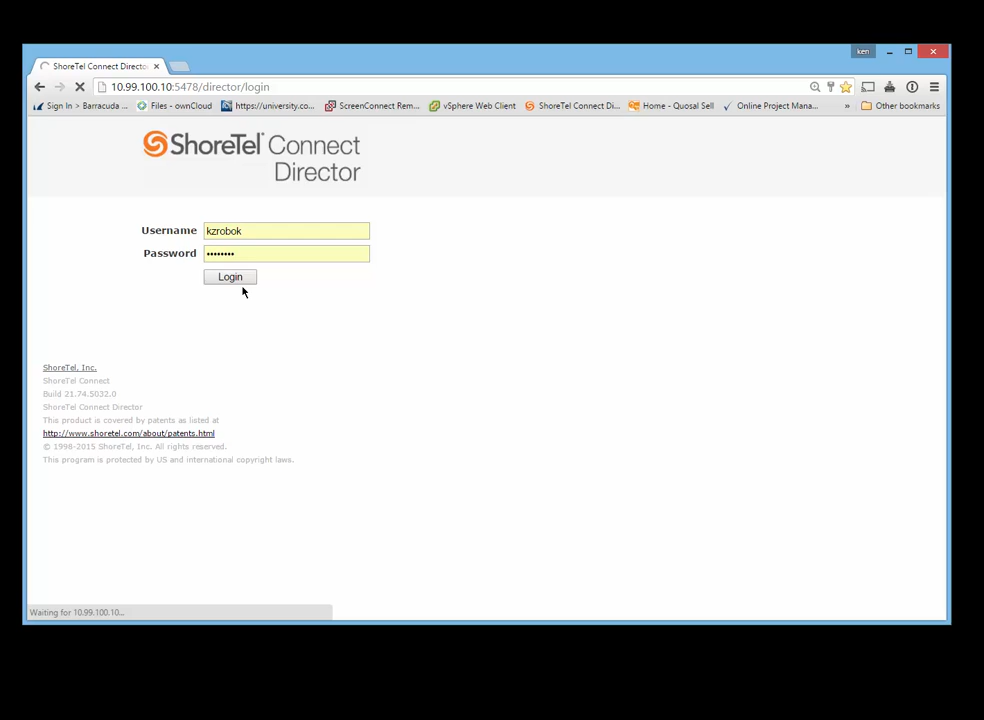 ken
ShoreTel Connect Directo
10.99.100.10:5478/director/login
Sign In > Barracuda ... Files - ownCloud https://university.co... ScreenConnect Rem... vSphere Web Client ShoreTel Connect Di... Home - Quosal Sell Online Project Mana... » Other bookmarks
ShoreTel Connect
Director
Username kzrobok
Password ••••••••
Login
ShoreTel, Inc.
ShoreTel Connect
Build 21.74.5032.0
ShoreTel Connect Director
This product is covered by patents as listed at
http://www.shoretel.com/about/patents.html
© 1998-2015 ShoreTel, Inc. All rights reserved.
This program is protected by US and international copyright laws.
Waiting for 10.99.100.10...